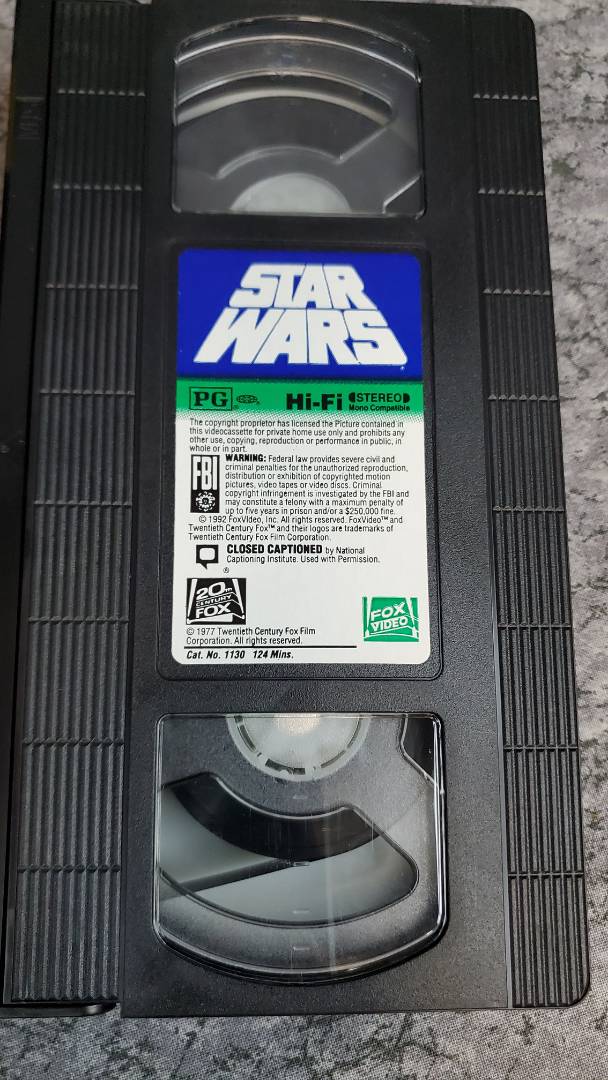 STAR
WARS
PG
Hi-Fi STEREO
Mono Compatible
The copyright proprietor has licensed the Picture contained in
this videocassette for private home use only and prohibits any
other use, copying, reproduction or performance in public, in
whole or in part.
FBI
WARNING: Federal law provides severe civil and
criminal penalties for the unauthorized reproduction,
distribution or exhibition of copyrighted motion
pictures, video tapes or video discs. Criminal
copyright infringement is investigated by the FBI and
may constitute a felony with a maximum penalty of
up to five years in prison and/or a $250,000 fine.
© 1992 FoxVideo, Inc. All rights reserved. FoxVideo™ and
Twentieth Century Fox™ and their logos are trademarks of
Twentieth Century Fox Film Corporation.
CLOSED CAPTIONED by National
Captioning Institute. Used with Permission.
®
20TH
CENTURY
FOX
FOX
VIDEO
© 1977 Twentieth Century Fox Film
Corporation. All rights reserved.
Cat. No. 1130 124 Mins.